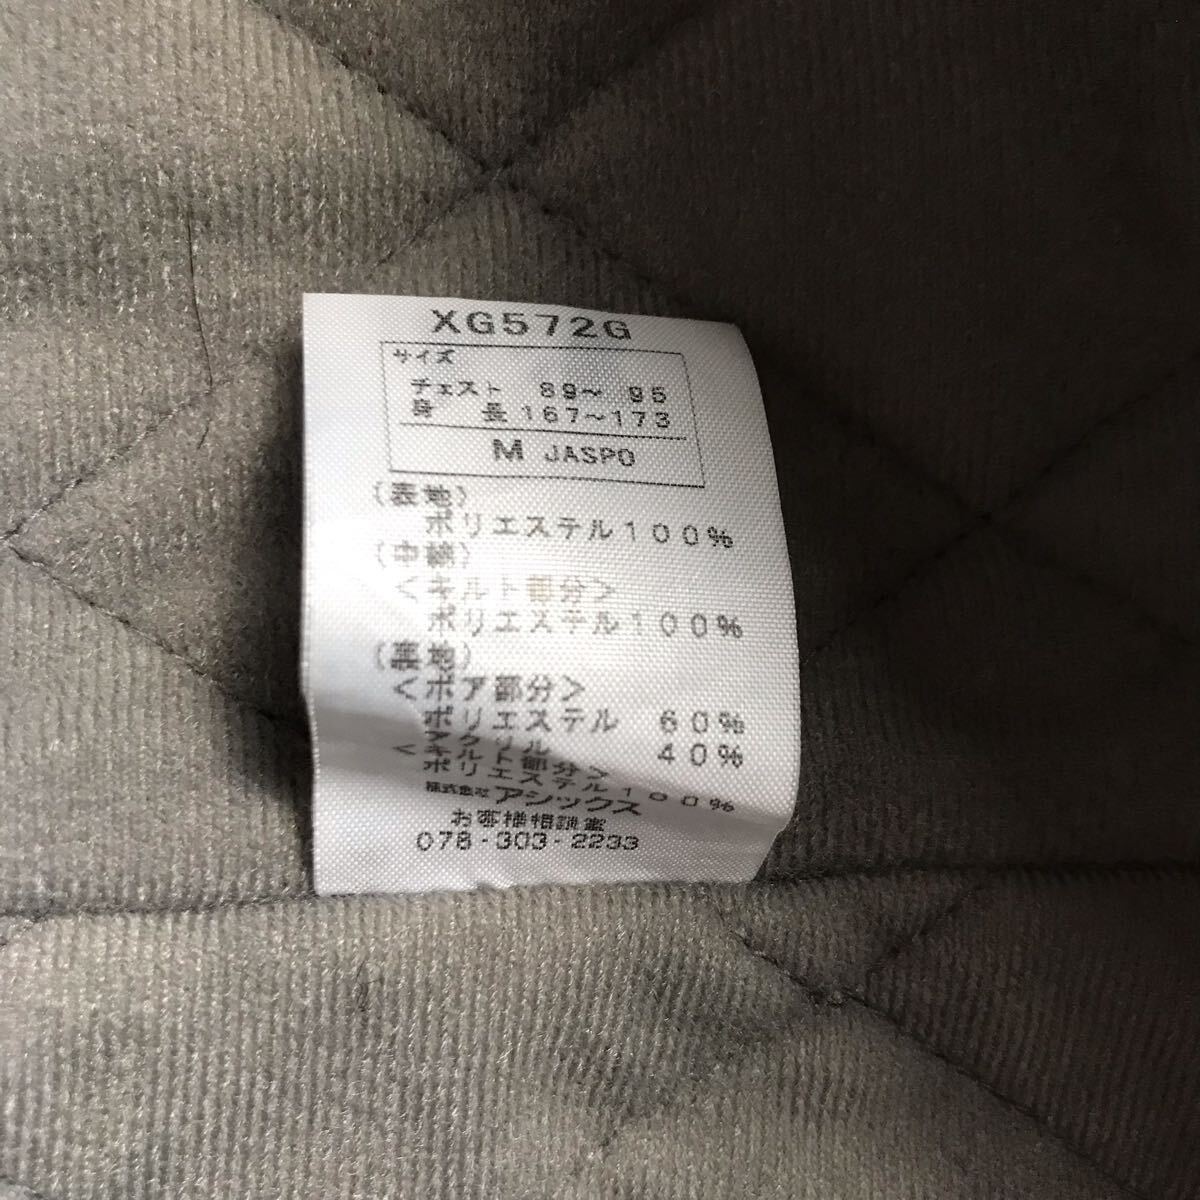 XG572G
サイズ
チェスト 89～ 95
身 長 167～173
M JASPO
(表地)
ポリエステル100%
(中綿)
<キルト部分>
ポリエステル100%
(裏地)
<ボア部分>
ポリエステル 60%
アクリル 40%
<キルト部分>
ポリエステル100%
株式会社 アシックス
お客様相談室
078-303-2233